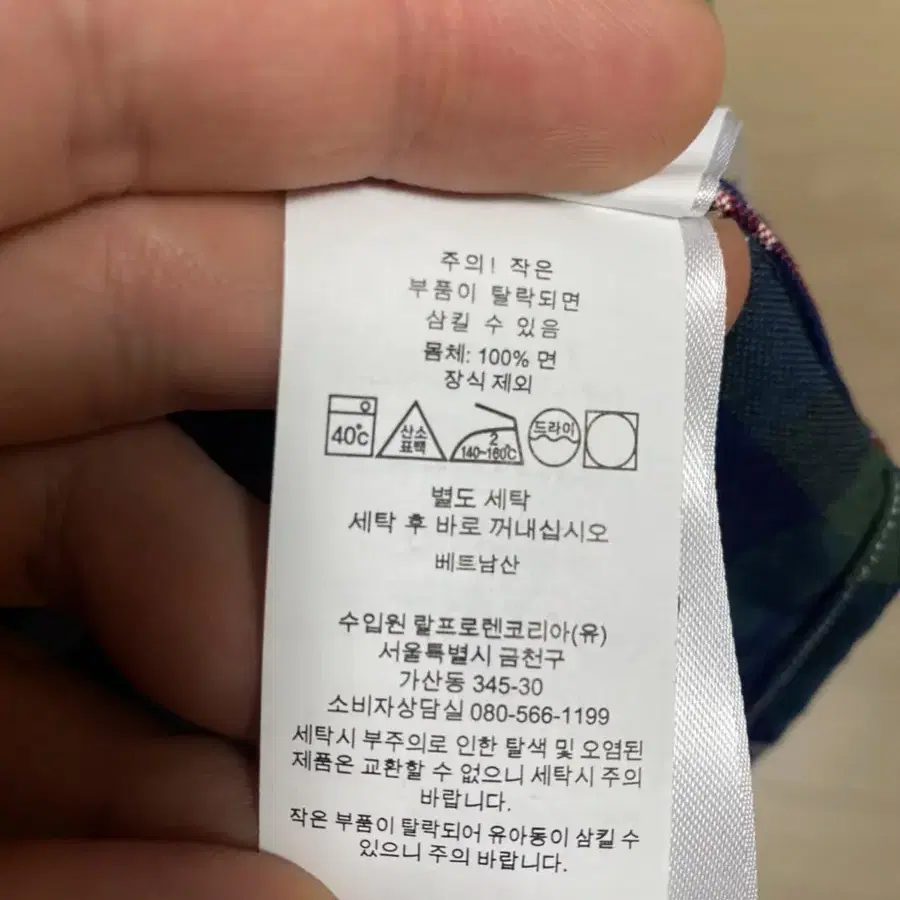 주의! 작은
부품이 탈락되면
삼킬 수 있음
몸체: 100% 면
장식 제외
40°c
산소
표백
2
140~160°C
드라이
별도 세탁
세탁 후 바로 꺼내십시오
베트남산
수입원 랄프로렌코리아(유)
서울특별시 금천구
가산동 345-30
소비자상담실 080-566-1199
세탁시 부주의로 인한 탈색 및 오염된
제품은 교환할 수 없으니 세탁시 주의
바랍니다.
작은 부품이 탈락되어 유아동이 삼킬 수
있으니 주의 바랍니다.